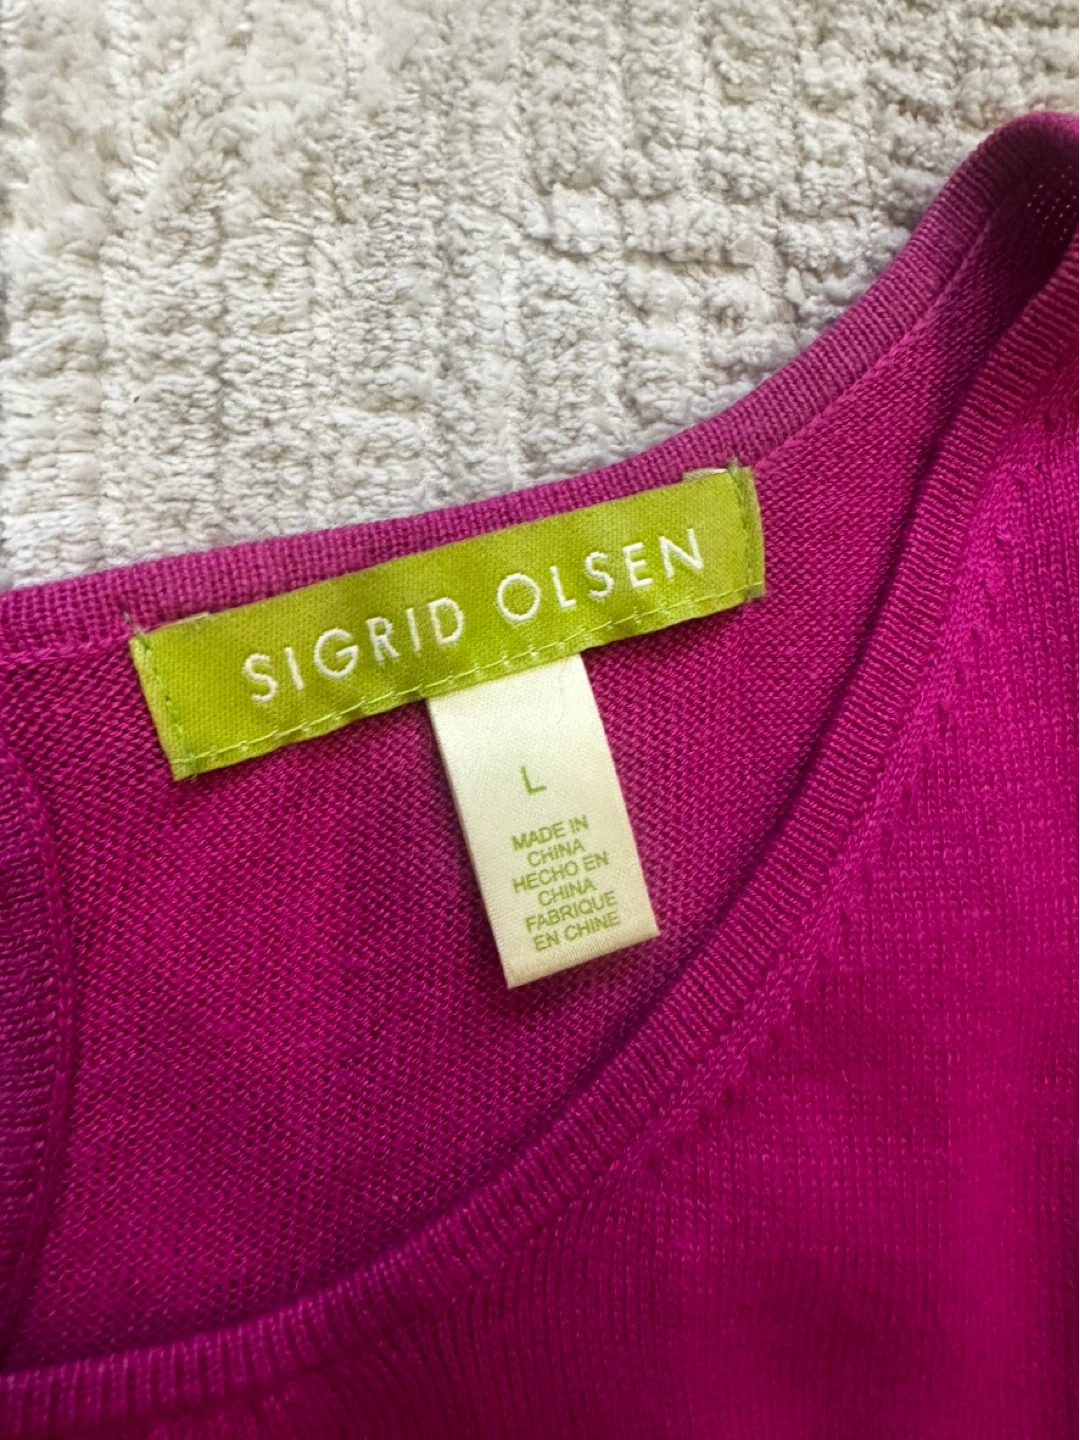 SIGRID OLSEN
L
MADE IN
CHINA
HECHO EN
CHINA
FABRIQUE
EN CHINE